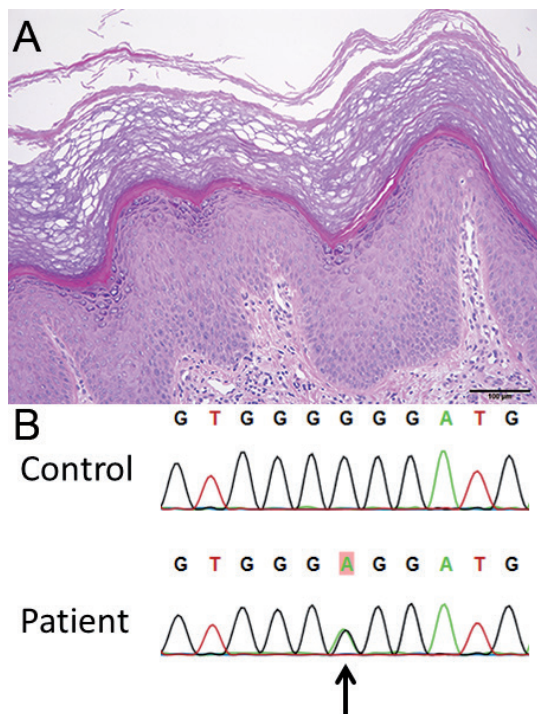 A
100 µm
B
G T G G G G G G A T G
Control
G T G G G A G G A T G
Patient